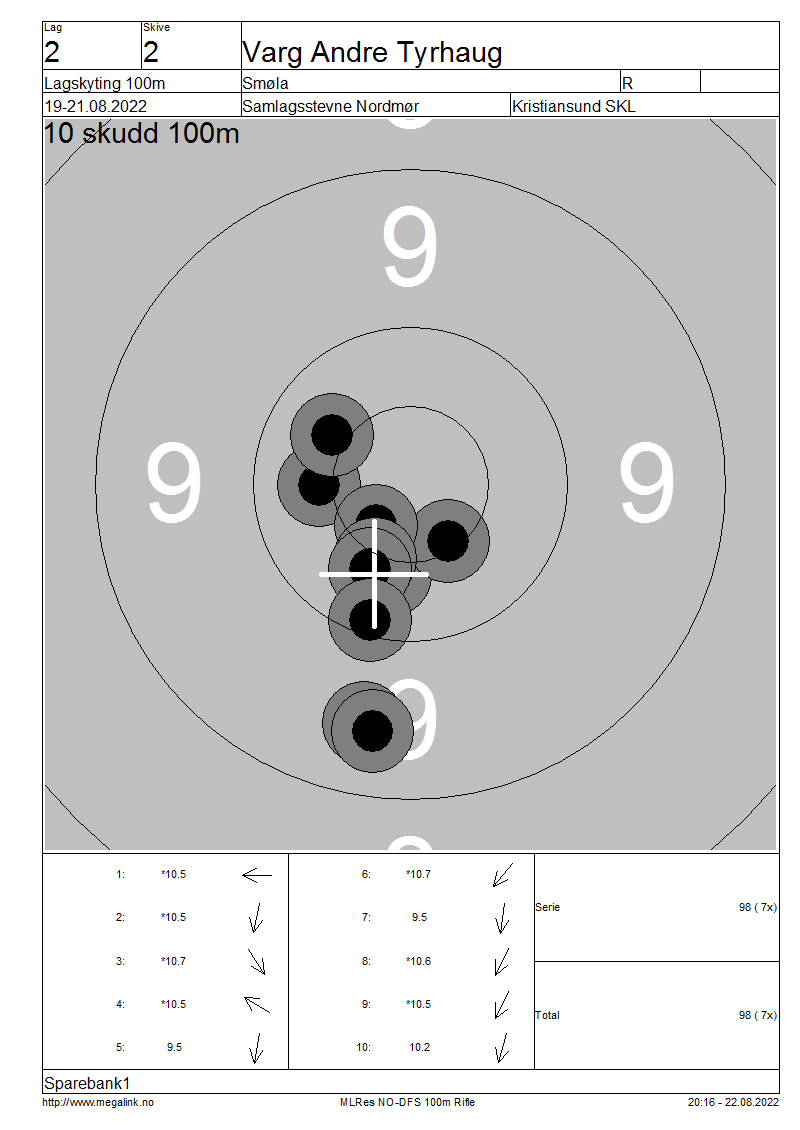 Lag Skive
2 2 Varg Andre Tyrhaug
Lagskyting 100m Smøla R
19-21.08.2022 Samlagsstevne Nordmør Kristiansund SKL
10 skudd 100m
9
9 9
9
1: *10.5 6: *10.7
2: *10.5 7: 9.5
3: *10.7 8: *10.6
4: *10.5 9: *10.5
5: 9.5 10: 10.2
Serie 98 ( 7x)
Total 98 ( 7x)
Sparebank1
http://www.megalink.no MLRes NO-DFS 100m Rifle 20:16 - 22.08.2022